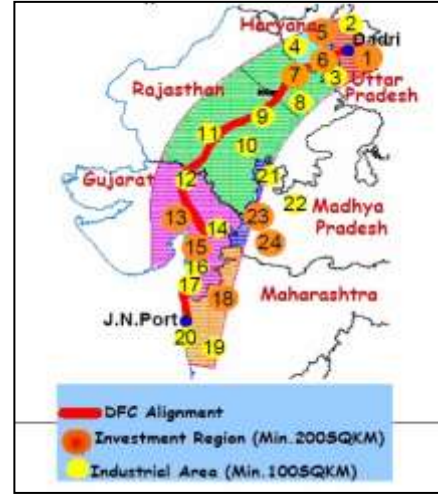 Haryana
2
5
4
Dadri
6
1
7
3
Uttar
Pradesh
Rajasthan
8
9
11
10
12
21
Gujarat
22
13
23
Madhya
Pradesh
14
15
24
16
17
18
Maharashtra
J.N.Port
20
19
DFC Alignment
Investment Region (Min.200SQKM)
Industrial Area (Min.100SQKM)